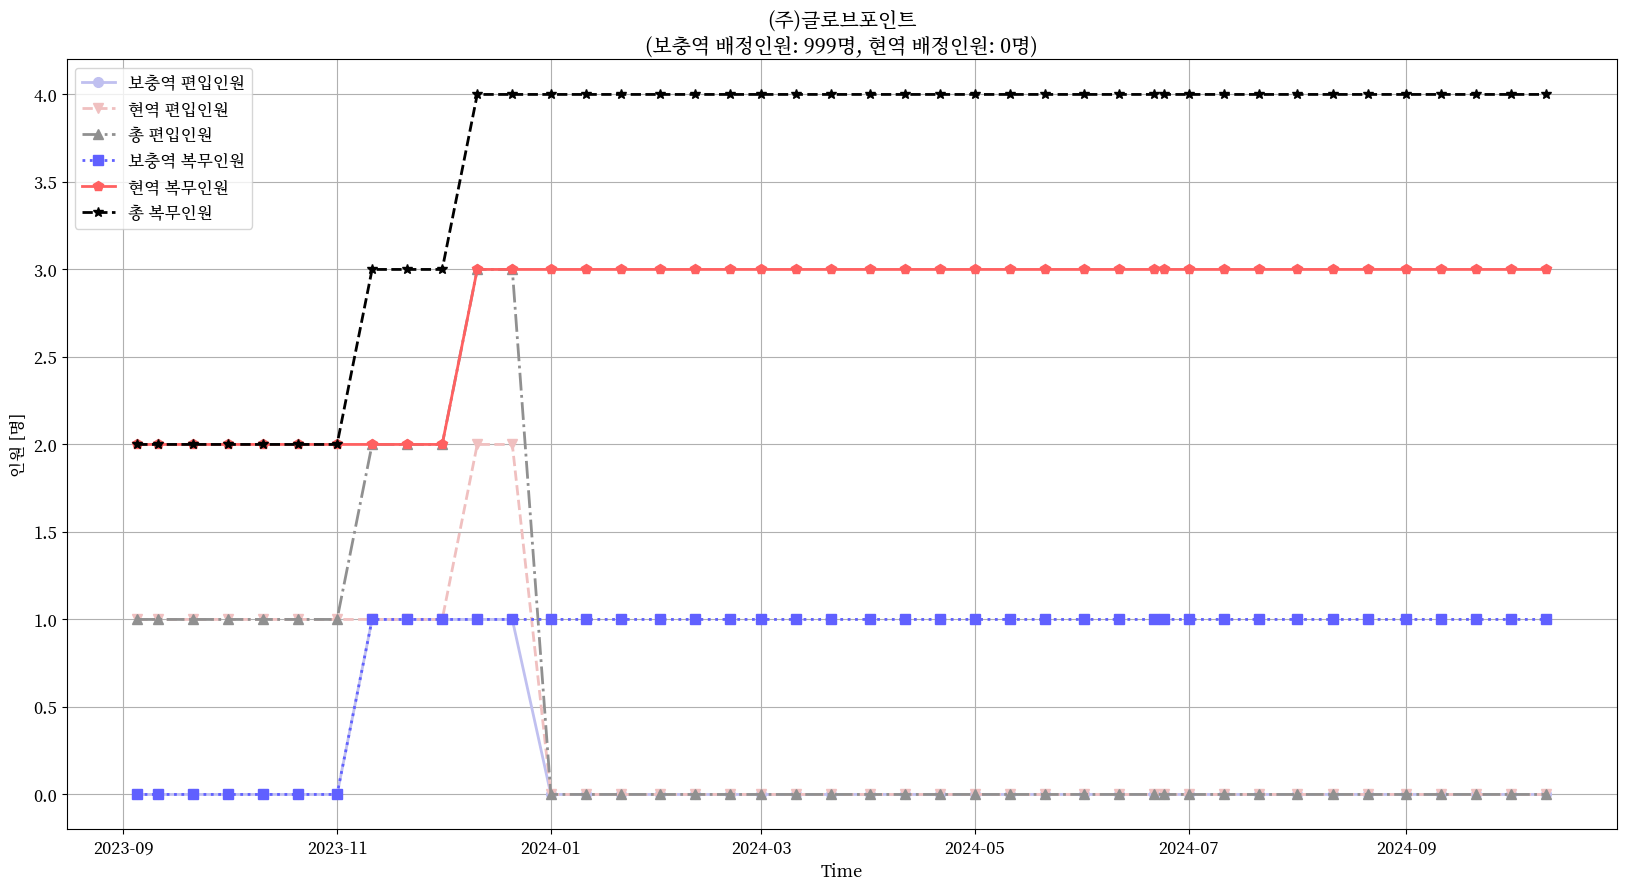 (주)글로브포인트
(보충역 배정인원: 999명, 현역 배정인원: 0명)
보충역 편입인원
현역 편입인원
총 편입인원
보충역 복무인원
현역 복무인원
총 복무인원
4.0
3.5
3.0
2.5
2.0
1.5
1.0
0.5
0.0
인원 [명]
2023-09
2023-11
2024-01
2024-03
2024-05
2024-07
2024-09
Time